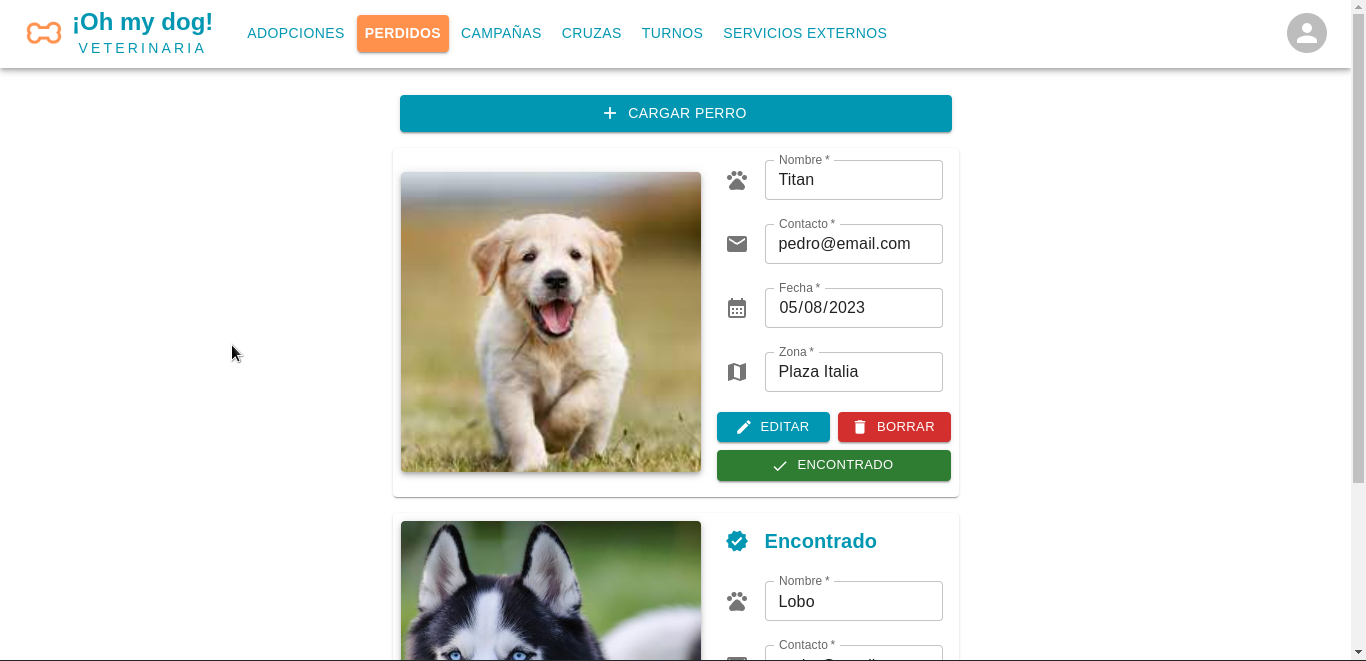 ¡Oh my dog!
VETERINARIA
ADOPCIONES
PERDIDOS
CAMPAÑAS
CRUZAS
TURNOS
SERVICIOS EXTERNOS
CARGAR PERRO
Nombre *
Titan
Contacto *
pedro@email.com
Fecha *
05/08/2023
Zona *
Plaza Italia
EDITAR
BORRAR
ENCONTRADO
Encontrado
Nombre *
Lobo
Contacto *